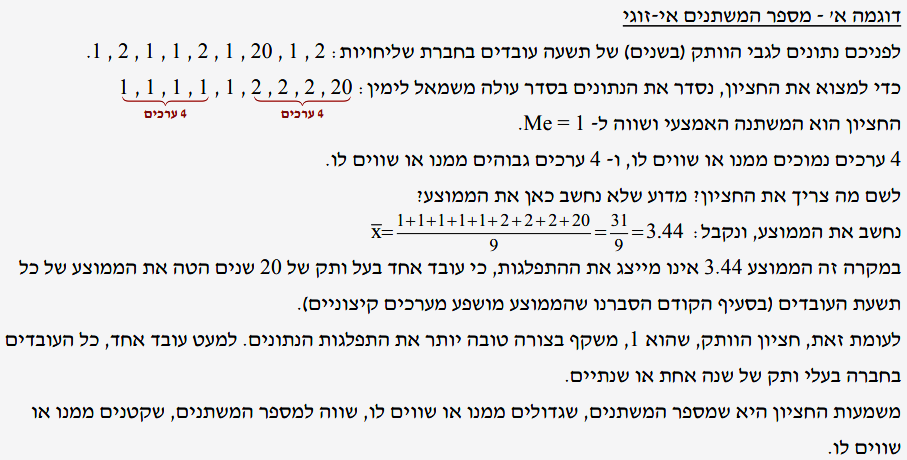 דוגמה א' - מספר המשתנים אי-זוגי
לפניכם נתונים לגבי הוותק (בשנים) של תשעה עובדים בחברת שליחויות: 1 , 2 , 1 , 1 , 2 , 1 , 20 , 1 , 2.
כדי למצוא את החציון, נסדר את הנתונים בסדר עולה משמאל לימין: 1 , 1 , 1 , 1 , 1 , 2 , 2 , 2 , 20
4 ערכים 4 ערכים
החציון הוא המשתנה האמצעי ושווה ל- Me = 1.
4 ערכים נמוכים ממנו או שווים לו, ו- 4 ערכים גבוהים ממנו או שווים לו.
לשם מה צריך את החציון? מדוע שלא נחשב כאן את הממוצע?
נחשב את הממוצע, ונקבל: x̄=(1+1+1+1+1+2+2+2+20)/9=31/9=3.44
במקרה זה הממוצע 3.44 אינו מייצג את ההתפלגות, כי עובד אחד בעל ותק של 20 שנים הטה את הממוצע של כל
תשעת העובדים (בסעיף הקודם הסברנו שהממוצע מושפע מערכים קיצוניים).
לעומת זאת, חציון הוותק, שהוא 1, משקף בצורה טובה יותר את התפלגות הנתונים. למעט עובד אחד, כל העובדים
בחברה בעלי ותק של שנה אחת או שנתיים.
משמעות החציון היא שמספר המשתנים, שגדולים ממנו או שווים לו, שווה למספר המשתנים, שקטנים ממנו או
שווים לו.